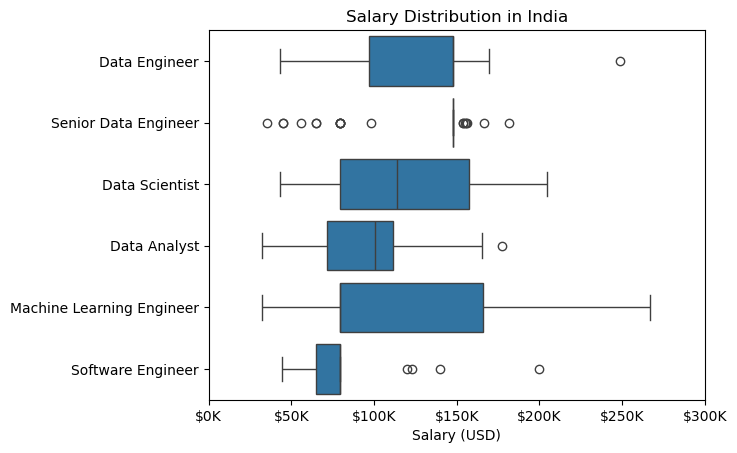 Salary Distribution in India
Data Engineer
Senior Data Engineer
Data Scientist
Data Analyst
Machine Learning Engineer
Software Engineer
$0K $50K $100K $150K $200K $250K $300K
Salary (USD)